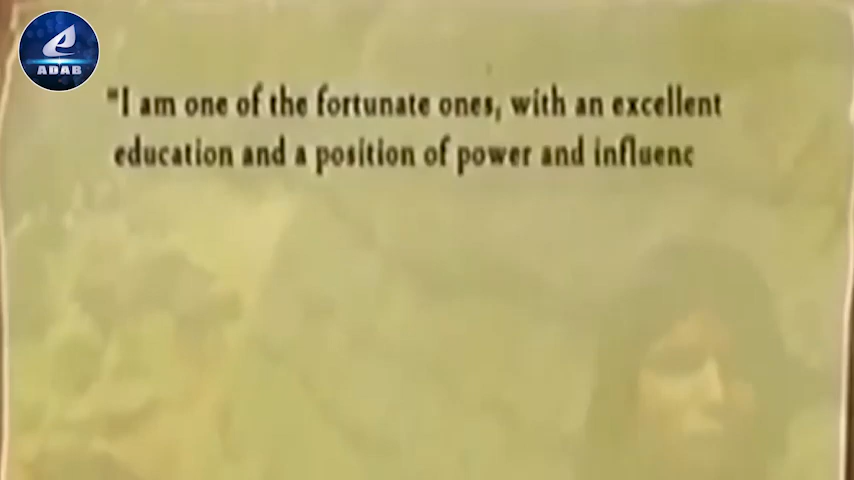 ADAB
"I am one of the fortunate ones, with an excellent
education and a position of power and influenc